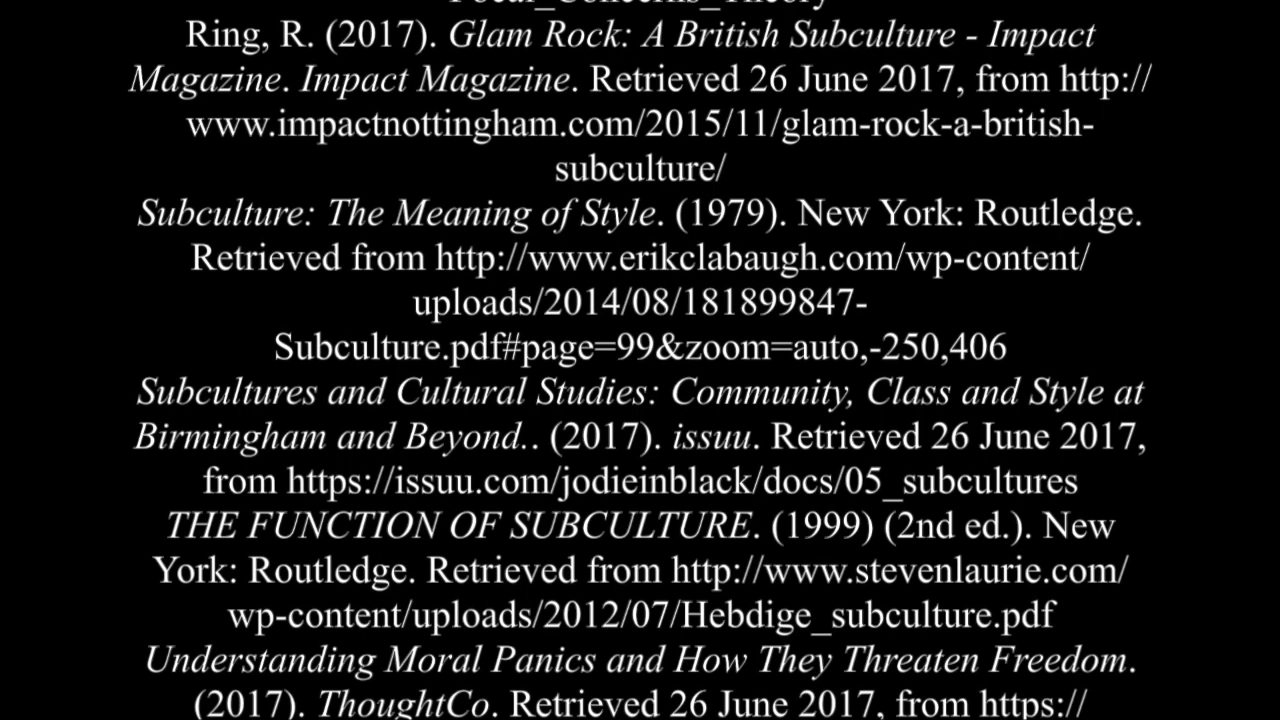 Focal_Concerns_Theory
Ring, R. (2017). Glam Rock: A British Subculture - Impact
Magazine. Impact Magazine. Retrieved 26 June 2017, from http://
www.impactnottingham.com/2015/11/glam-rock-a-british-
subculture/
Subculture: The Meaning of Style. (1979). New York: Routledge.
Retrieved from http://www.erikclabaugh.com/wp-content/
uploads/2014/08/181899847-
Subculture.pdf#page=99&zoom=auto,-250,406
Subcultures and Cultural Studies: Community, Class and Style at
Birmingham and Beyond.. (2017). issuu. Retrieved 26 June 2017,
from https://issuu.com/jodieinblack/docs/05_subcultures
THE FUNCTION OF SUBCULTURE. (1999) (2nd ed.). New
York: Routledge. Retrieved from http://www.stevenlaurie.com/
wp-content/uploads/2012/07/Hebdige_subculture.pdf
Understanding Moral Panics and How They Threaten Freedom.
(2017). ThoughtCo. Retrieved 26 June 2017, from https://